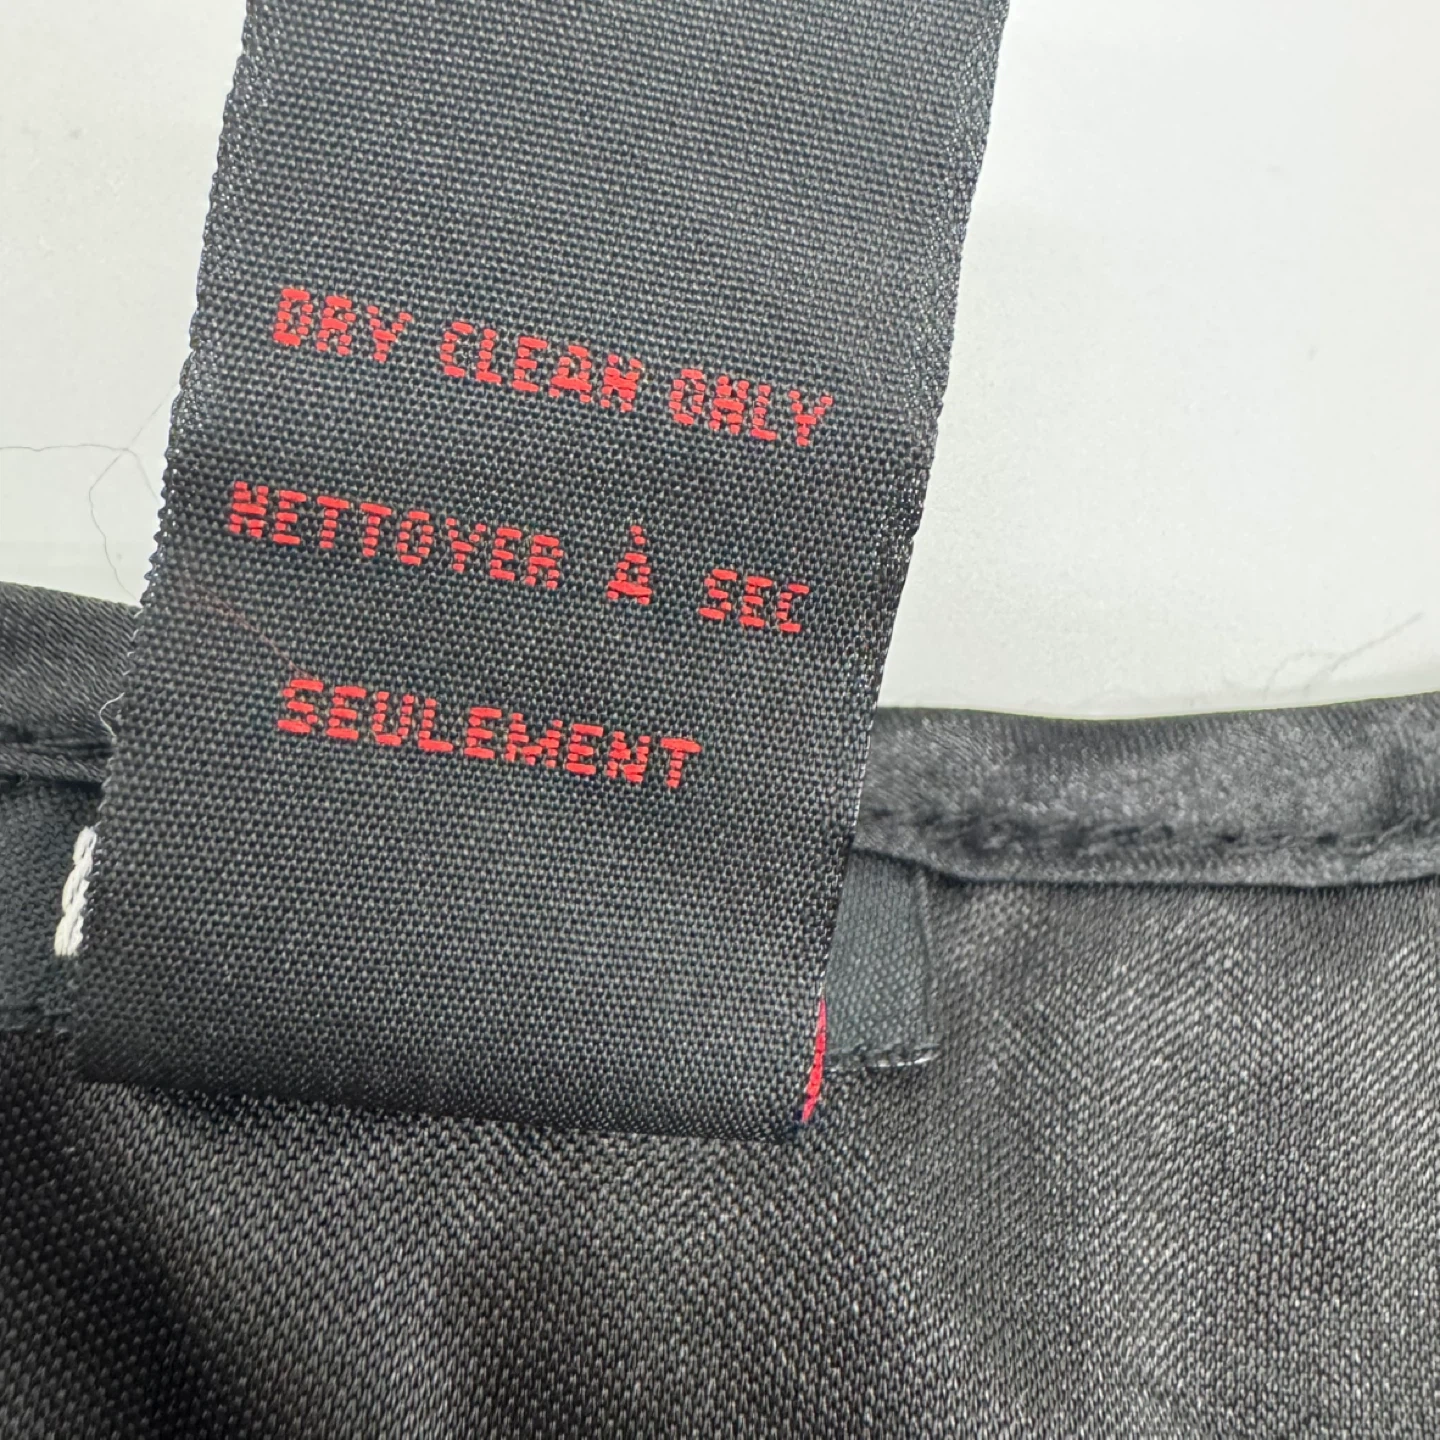 DRY CLEAN ONLY
NETTOYER À SEC
SEULEMENT